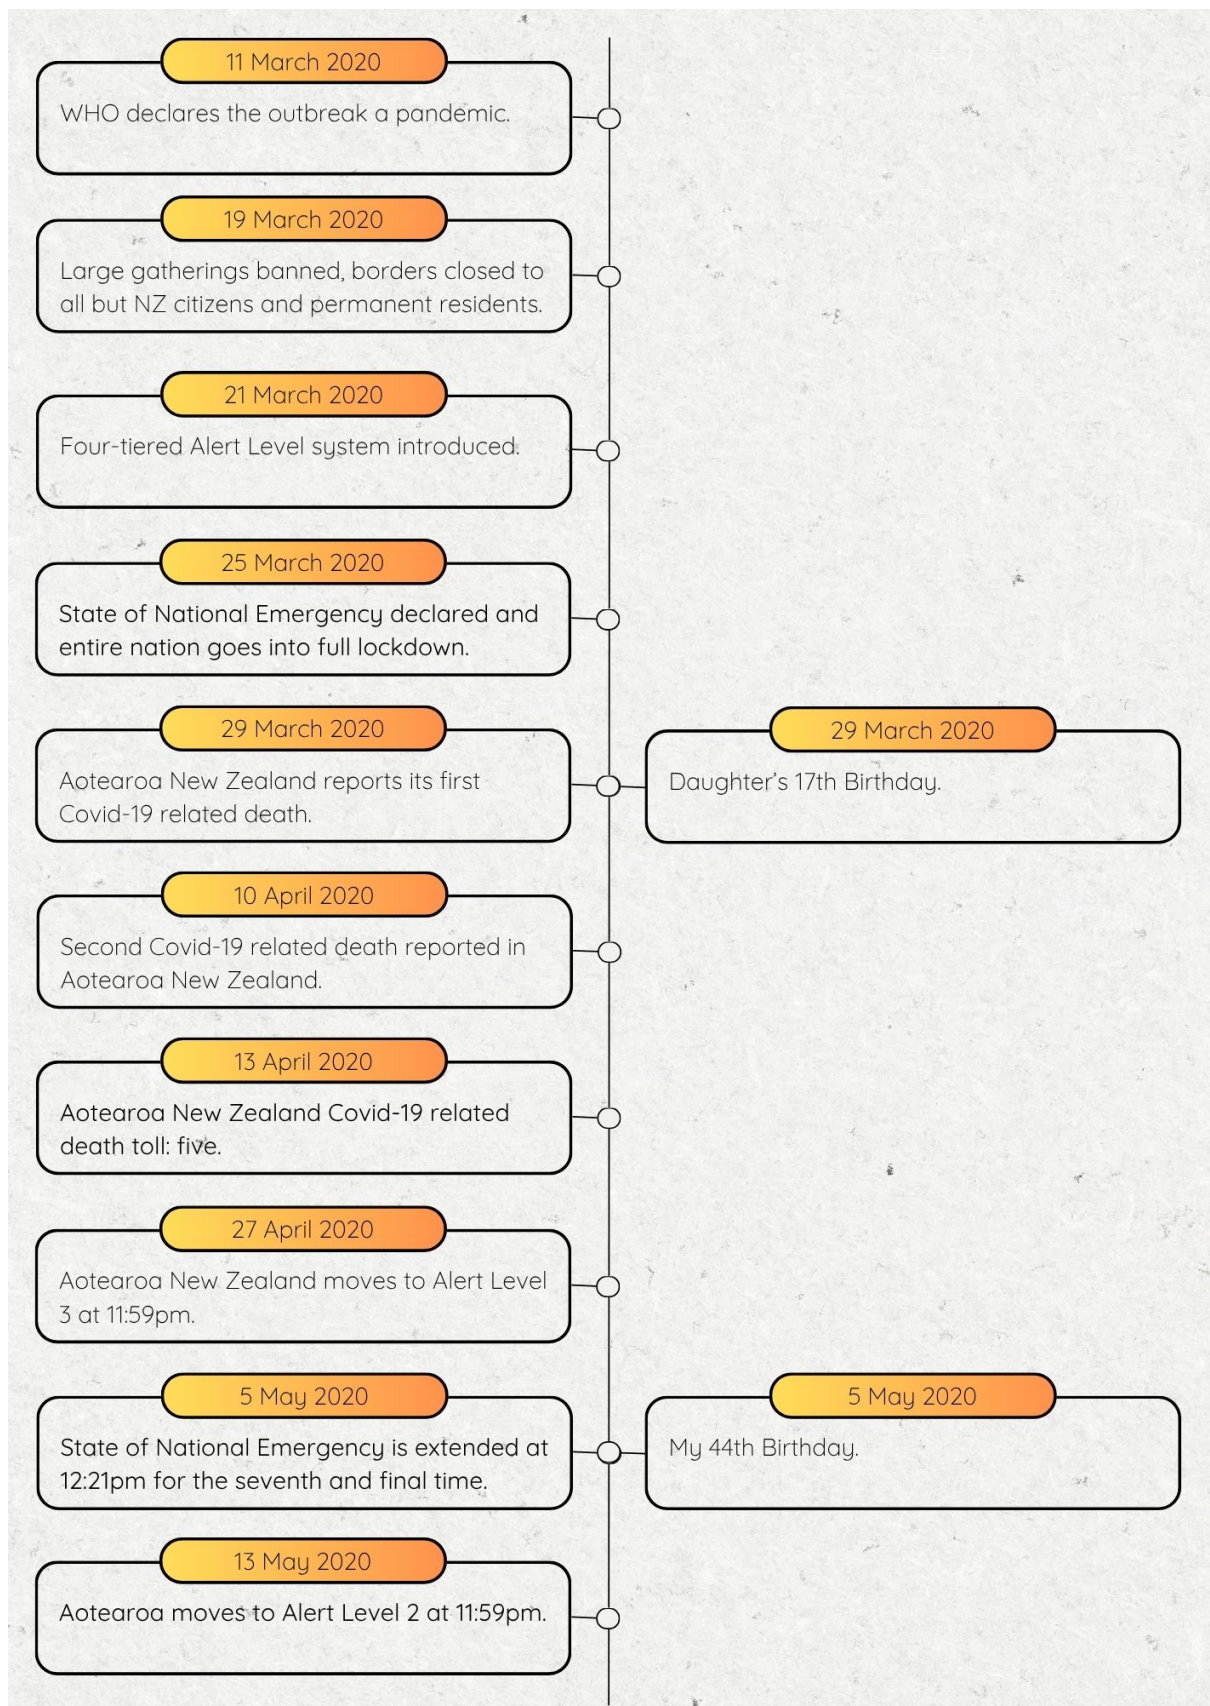 11 March 2020
WHO declares the outbreak a pandemic.
19 March 2020
Large gatherings banned, borders closed to
all but NZ citizens and permanent residents.
21 March 2020
Four-tiered Alert Level system introduced.
25 March 2020
State of National Emergency declared and
entire nation goes into full lockdown.
29 March 2020
Aotearoa New Zealand reports its first
Covid-19 related death.
29 March 2020
Daughter’s 17th Birthday.
10 April 2020
Second Covid-19 related death reported in
Aotearoa New Zealand.
13 April 2020
Aotearoa New Zealand Covid-19 related
death toll: five.
27 April 2020
Aotearoa New Zealand moves to Alert Level
3 at 11:59pm.
5 May 2020
State of National Emergency is extended at
12:21pm for the seventh and final time.
5 May 2020
My 44th Birthday.
13 May 2020
Aotearoa moves to Alert Level 2 at 11:59pm.